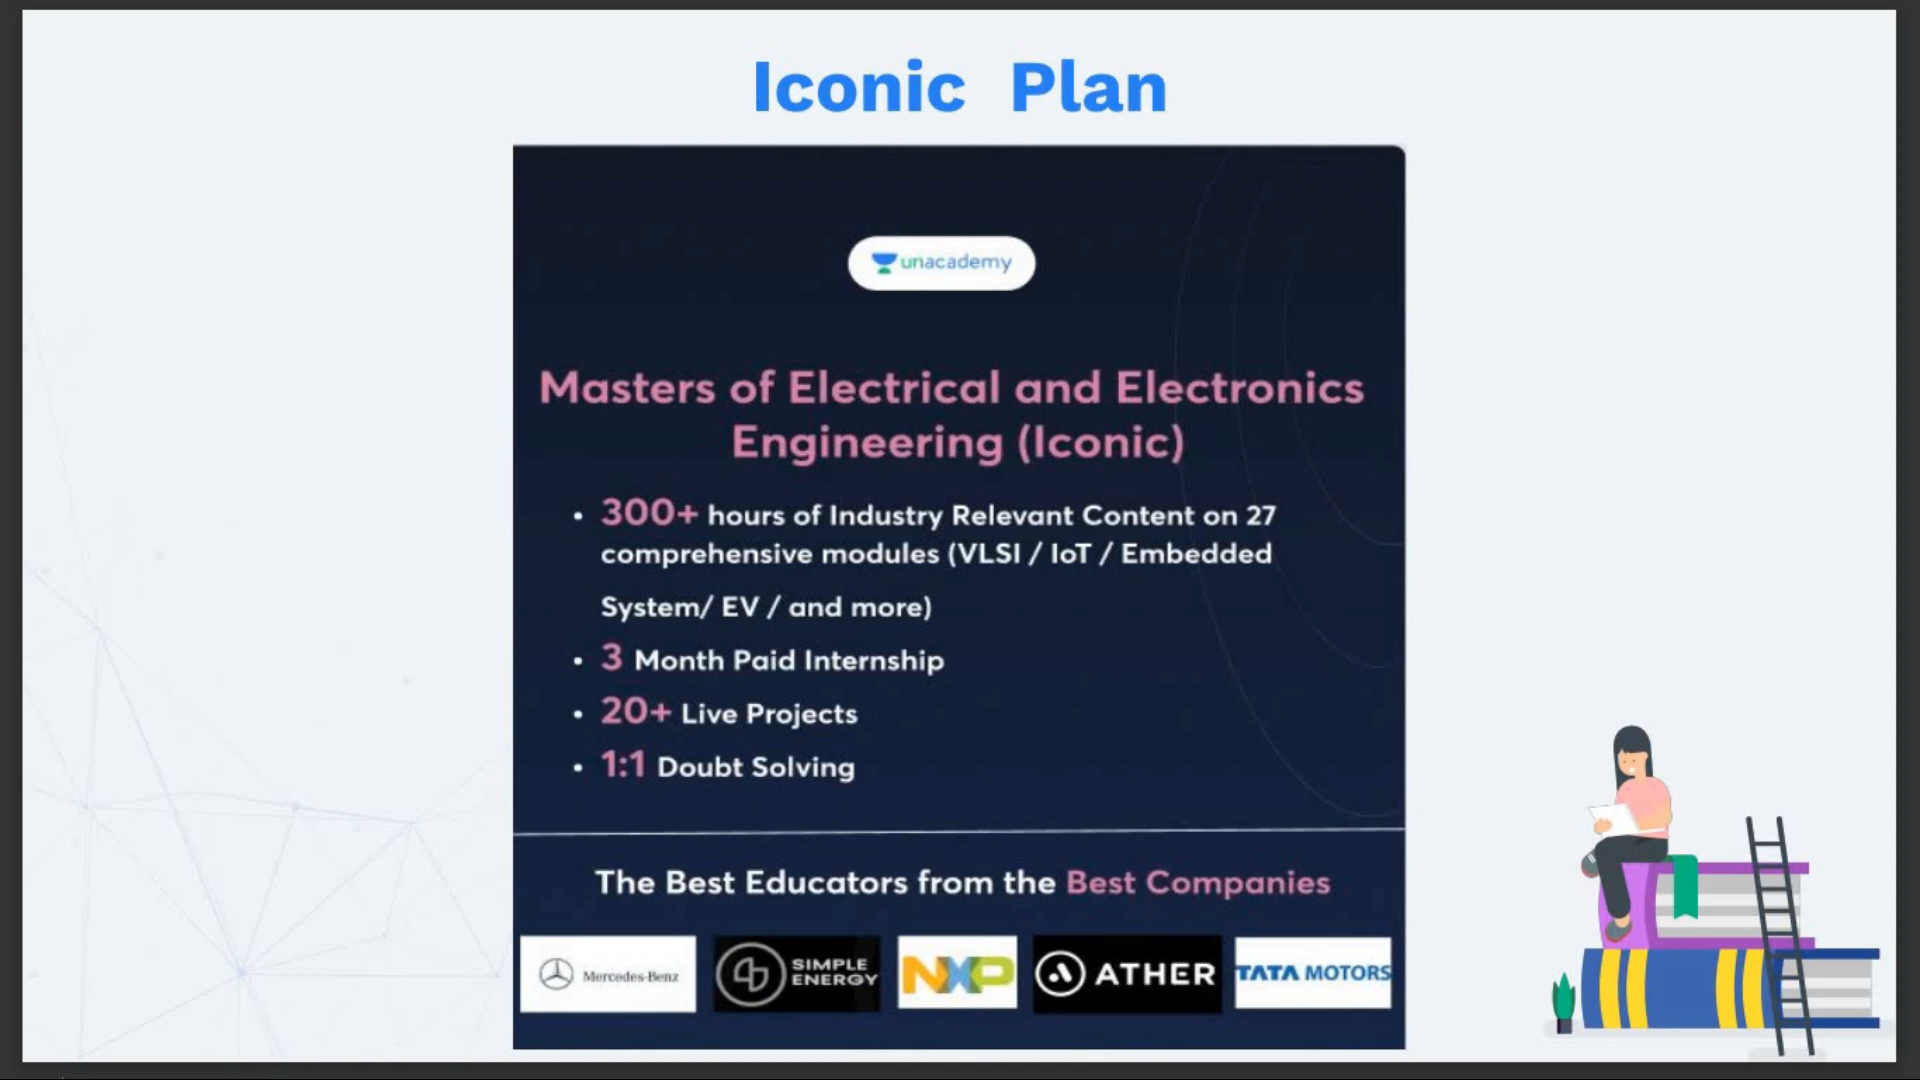 Iconic Plan
unacademy
Masters of Electrical and Electronics
Engineering (Iconic)
• 300+ hours of Industry Relevant Content on 27
comprehensive modules (VLSI / IoT / Embedded
System/ EV / and more)
• 3 Month Paid Internship
• 20+ Live Projects
• 1:1 Doubt Solving
The Best Educators from the Best Companies
Mercedes-Benz
SIMPLE
ENERGY
NXP
ATHER
TATA MOTORS